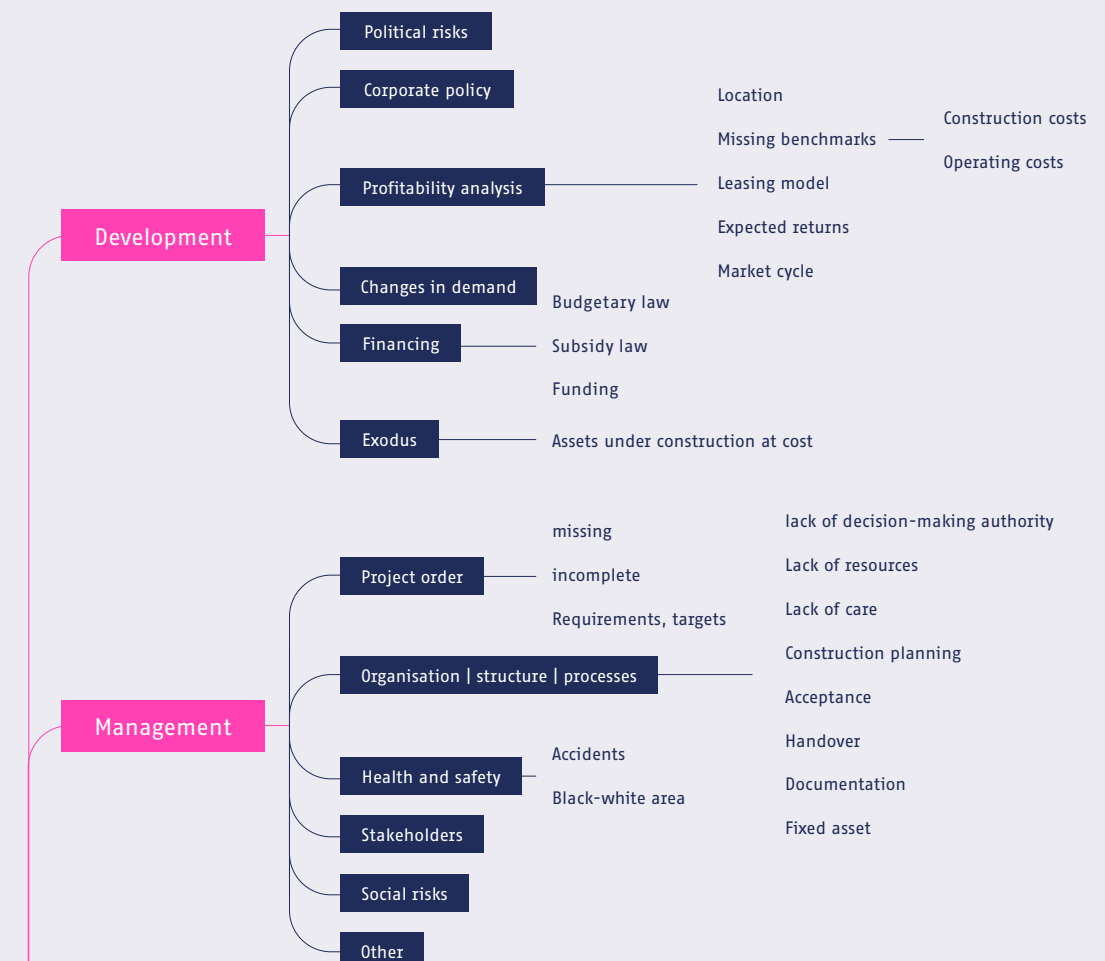 Development
Political risks
Corporate policy
Profitability analysis
Location
Missing benchmarks
Construction costs
Operating costs
Leasing model
Expected returns
Market cycle
Changes in demand
Financing
Budgetary law
Subsidy law
Funding
Exodus
Assets under construction at cost
Management
Project order
missing
incomplete
Requirements, targets
Organisation | structure | processes
lack of decision-making authority
Lack of resources
Lack of care
Construction planning
Acceptance
Handover
Documentation
Fixed asset
Health and safety
Accidents
Black-white area
Stakeholders
Social risks
Other